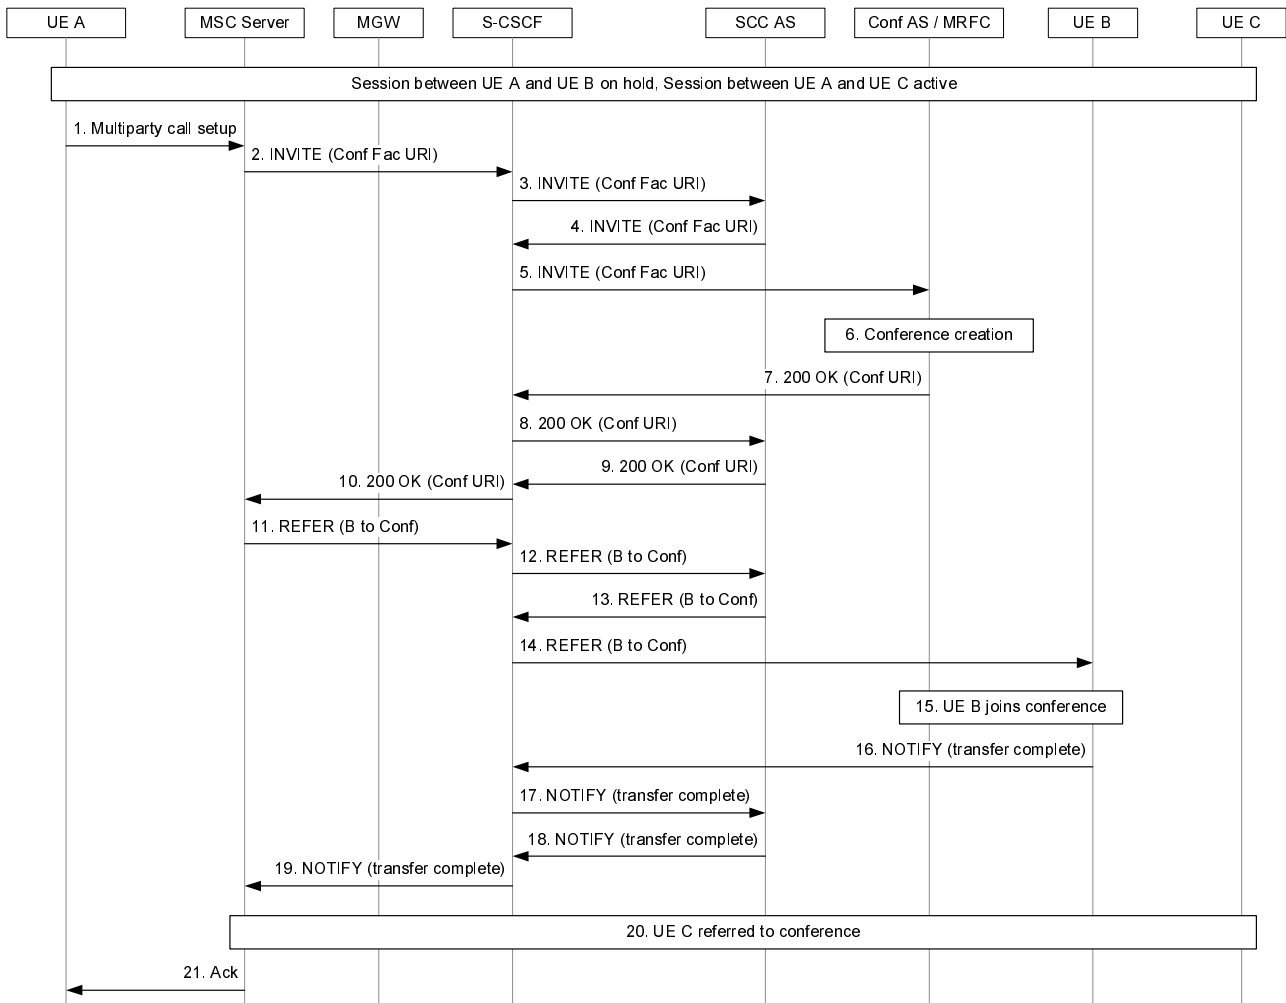 UE A
MSC Server
MGW
S-CSCF
SCC AS
Conf AS / MRFC
UE B
UE C
Session between UE A and UE B on hold, Session between UE A and UE C active
1. Multiparty call setup
2. INVITE (Conf Fac URI)
3. INVITE (Conf Fac URI)
4. INVITE (Conf Fac URI)
5. INVITE (Conf Fac URI)
6. Conference creation
7. 200 OK (Conf URI)
8. 200 OK (Conf URI)
9. 200 OK (Conf URI)
10. 200 OK (Conf URI)
11. REFER (B to Conf)
12. REFER (B to Conf)
13. REFER (B to Conf)
14. REFER (B to Conf)
15. UE B joins conference
16. NOTIFY (transfer complete)
17. NOTIFY (transfer complete)
18. NOTIFY (transfer complete)
19. NOTIFY (transfer complete)
20. UE C referred to conference
21. Ack